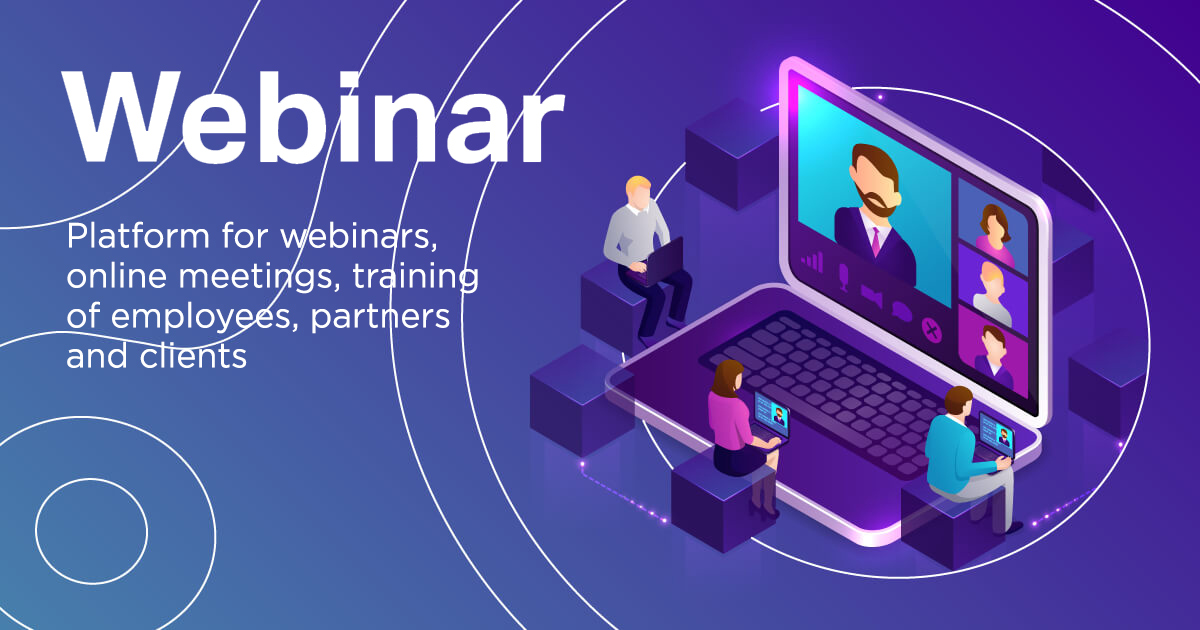 Webinar
Platform for webinars,
online meetings, training
of employees, partners
and clients